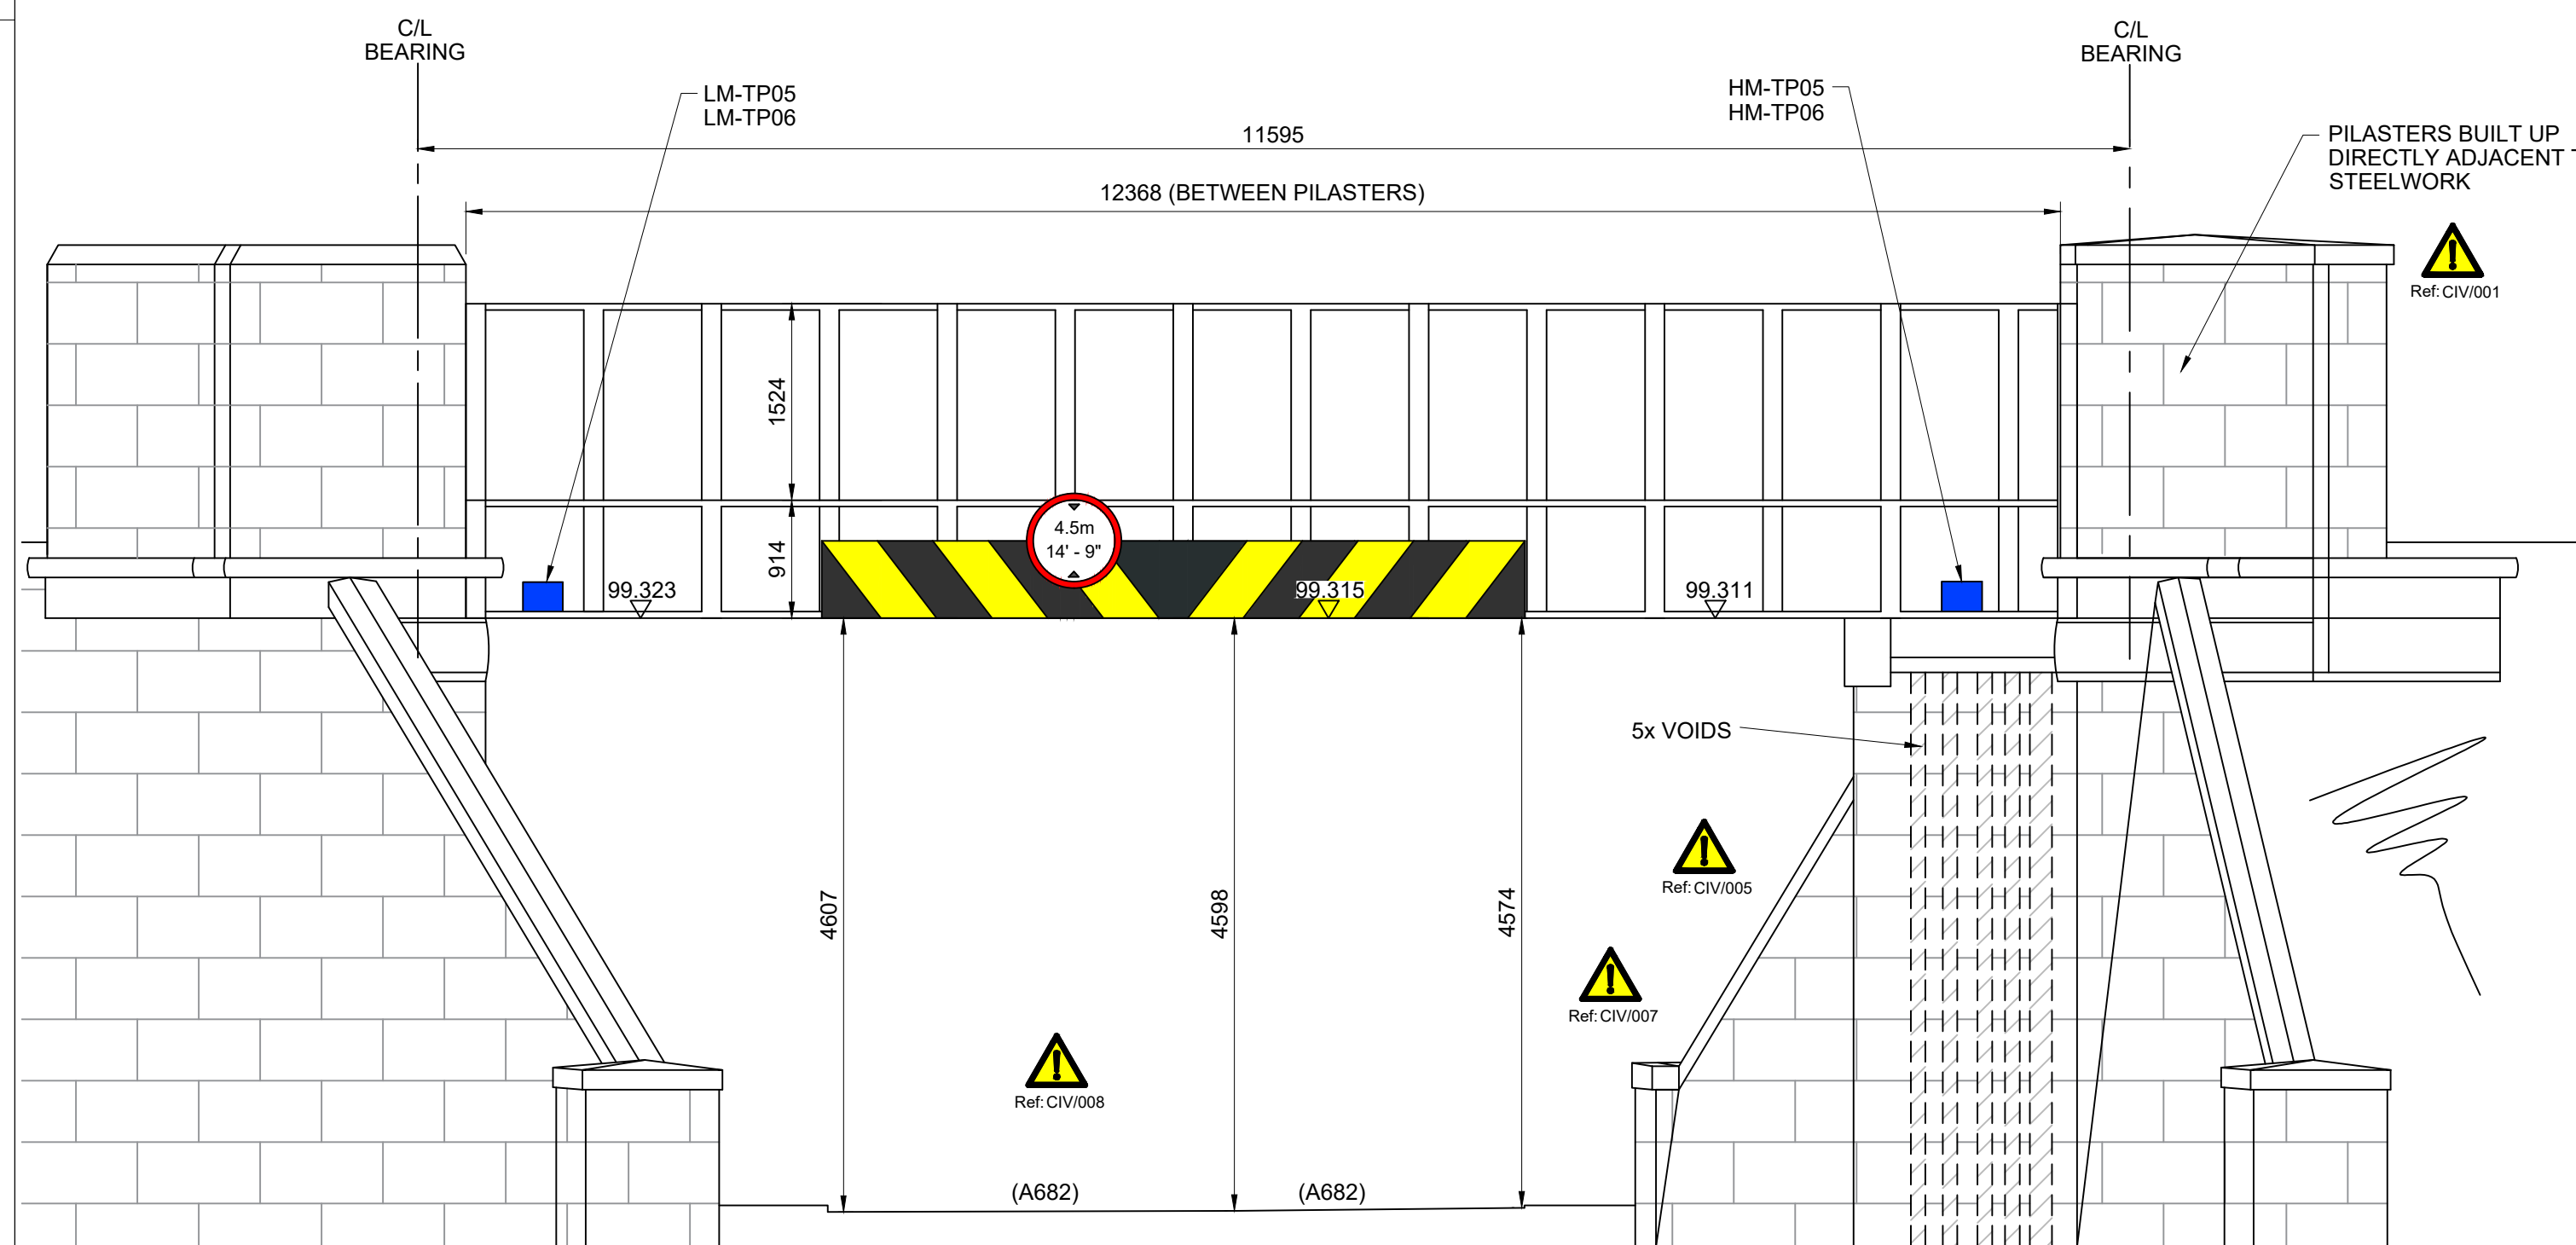 C/L
BEARING
C/L
BEARING
LM-TP05
LM-TP06
HM-TP05
HM-TP06
11595
PILASTERS BUILT UP
DIRECTLY ADJACENT
STEELWORK
12368 (BETWEEN PILASTERS)
Ref: CIV/001
1524
914
4.5m
14' - 9"
99.323
99.315
99.311
5x VOIDS
4607
4598
4574
Ref: CIV/005
Ref: CIV/007
Ref: CIV/008
(A682)
(A682)